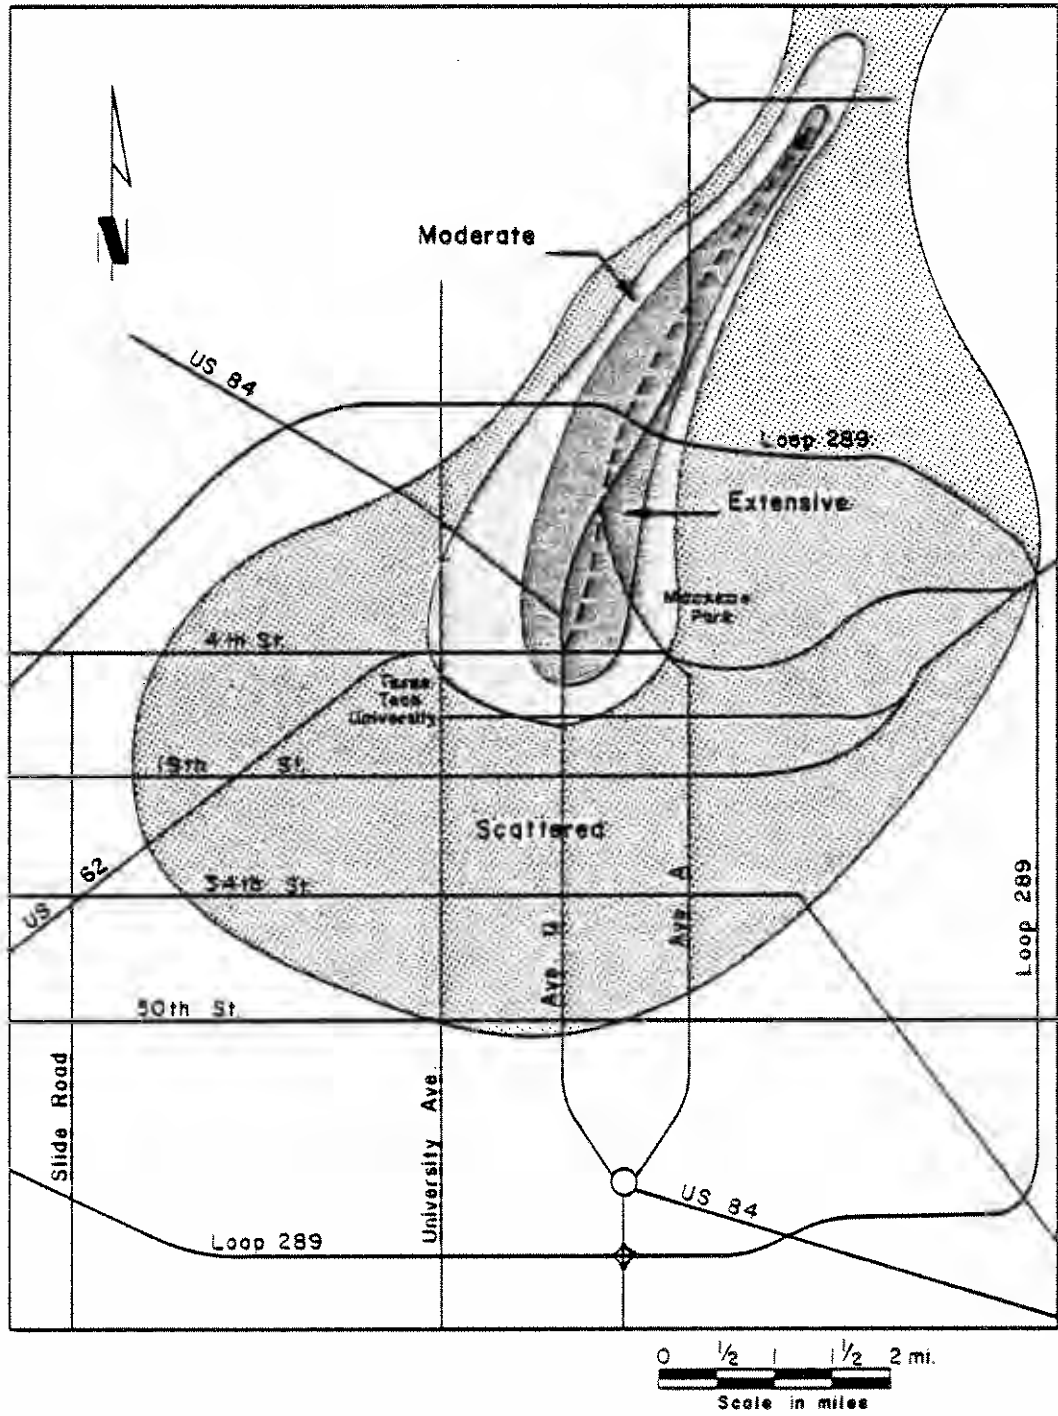 N
Moderate
US 84
Loop 289
Extensive
Park
4th St.
Texas
Tech
University
19th St.
Scattered
US 62
34th St.
Ave. A
Loop 289
Ave.
50th St.
Slide Road
University Ave.
US 84
Loop 289
0 1/2 1 1 1/2 2 mi.
Scale in miles